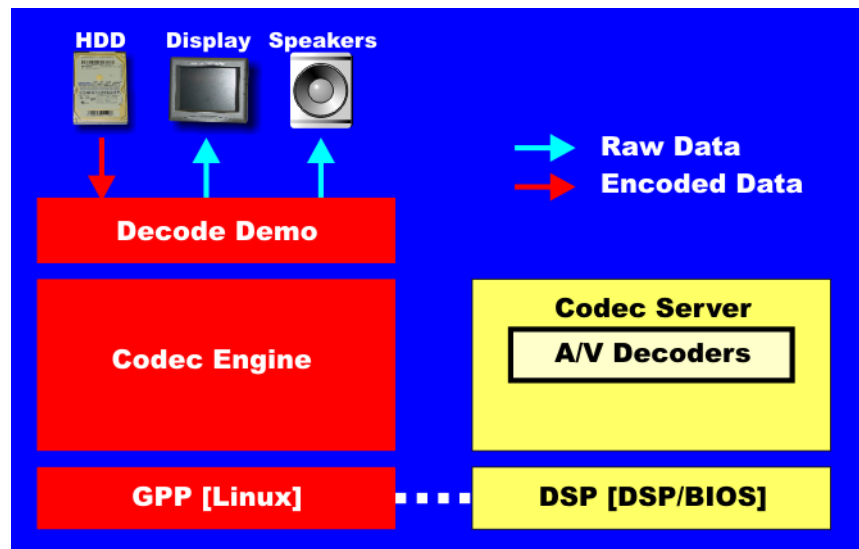 HDD Display Speakers
Raw Data
Encoded Data
Decode Demo
Codec Server
A/V Decoders
Codec Engine
GPP [Linux]
DSP [DSP/BIOS]